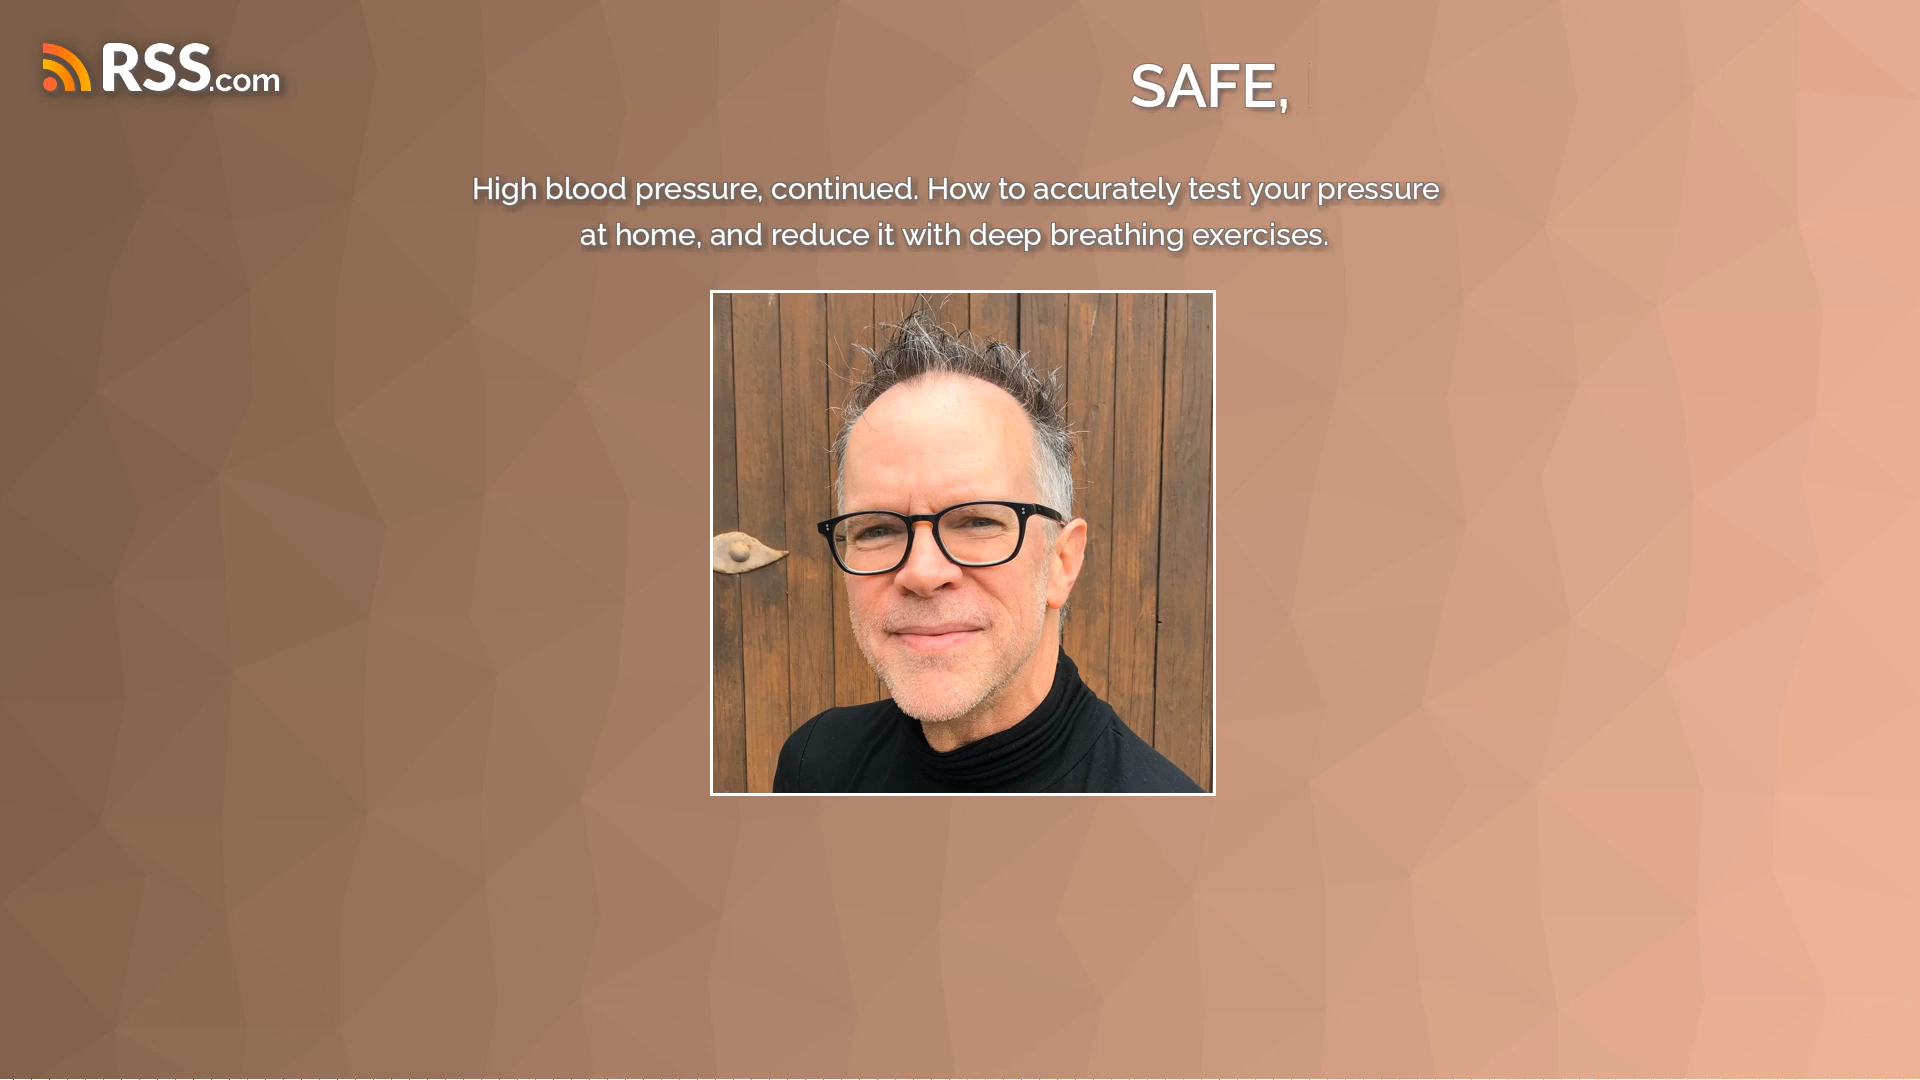 RSS.com
SAFE,
High blood pressure, continued. How to accurately test your pressure
at home, and reduce it with deep breathing exercises.